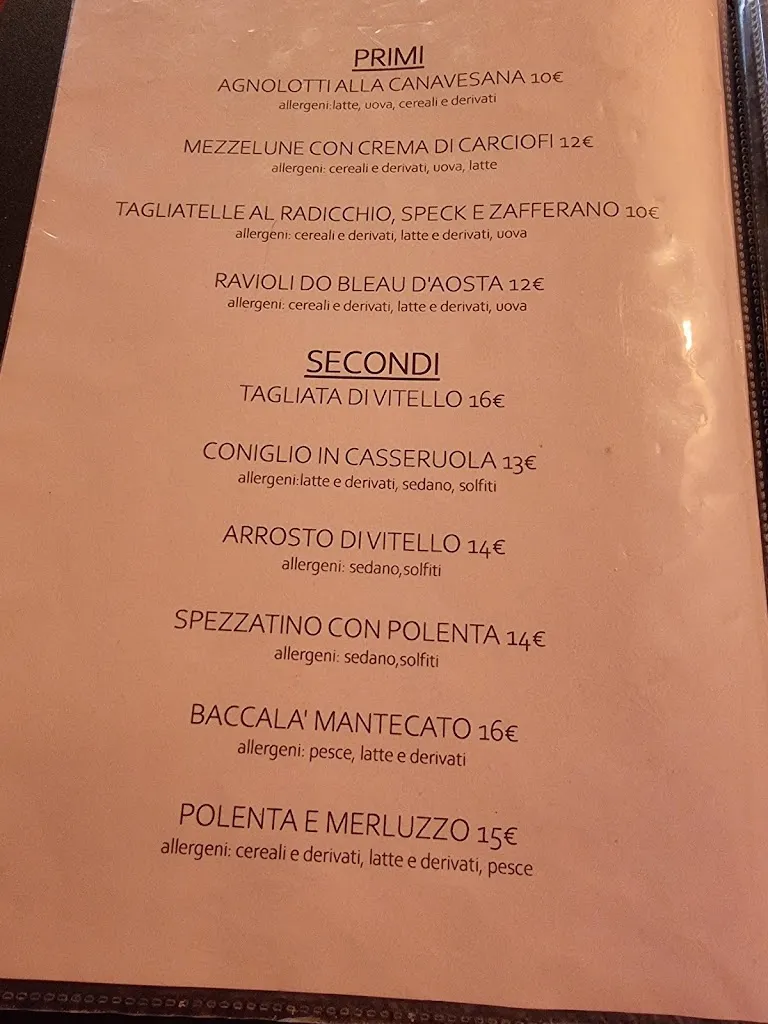 PRIMI
AGNOLOTTI ALLA CANAVESANA 10€
allergeni:latte, uova, cereali e derivati
MEZZELUNE CON CREMA DI CARCIOFI 12€
allergeni: cereali e derivati, uova, latte
TAGLIATELLE AL RADICCHIO, SPECK E ZAFFERANO 10€
allergeni: cereali e derivati, latte e derivati, uova
RAVIOLI DO BLEAU D'AOSTA 12€
allergeni: cereali e derivati, latte e derivati, uova
SECONDI
TAGLIATA DI VITELLO 16€
CONIGLIO IN CASSERUOLA 13€
allergeni:latte e derivati, sedano, solfiti
ARROSTO DI VITELLO 14€
allergeni: sedano,solfiti
SPEZZATINO CON POLENTA 14€
allergeni: sedano,solfiti
BACCALA' MANTECATO 16€
allergeni: pesce, latte e derivati
POLENTA E MERLUZZO 15€
allergeni: cereali e derivati, latte e derivati, pesce